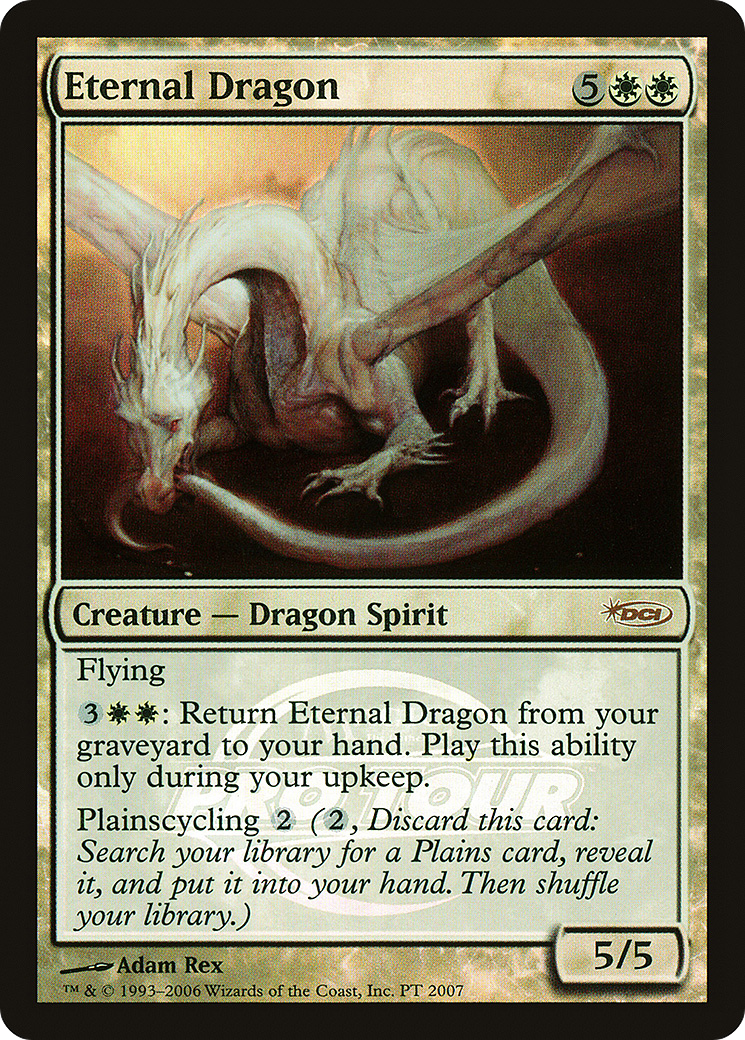 Eternal Dragon 5
Creature — Dragon Spirit DCI
Flying
3 : Return Eternal Dragon from your
graveyard to your hand. Play this ability
only during your upkeep.
PRO TOUR
Plainscycling 2 (2, Discard this card:
Search your library for a Plains card, reveal
it, and put it into your hand. Then shuffle
your library.)
5/5
Adam Rex
™ & © 1993–2006 Wizards of the Coast, Inc. PT 2007